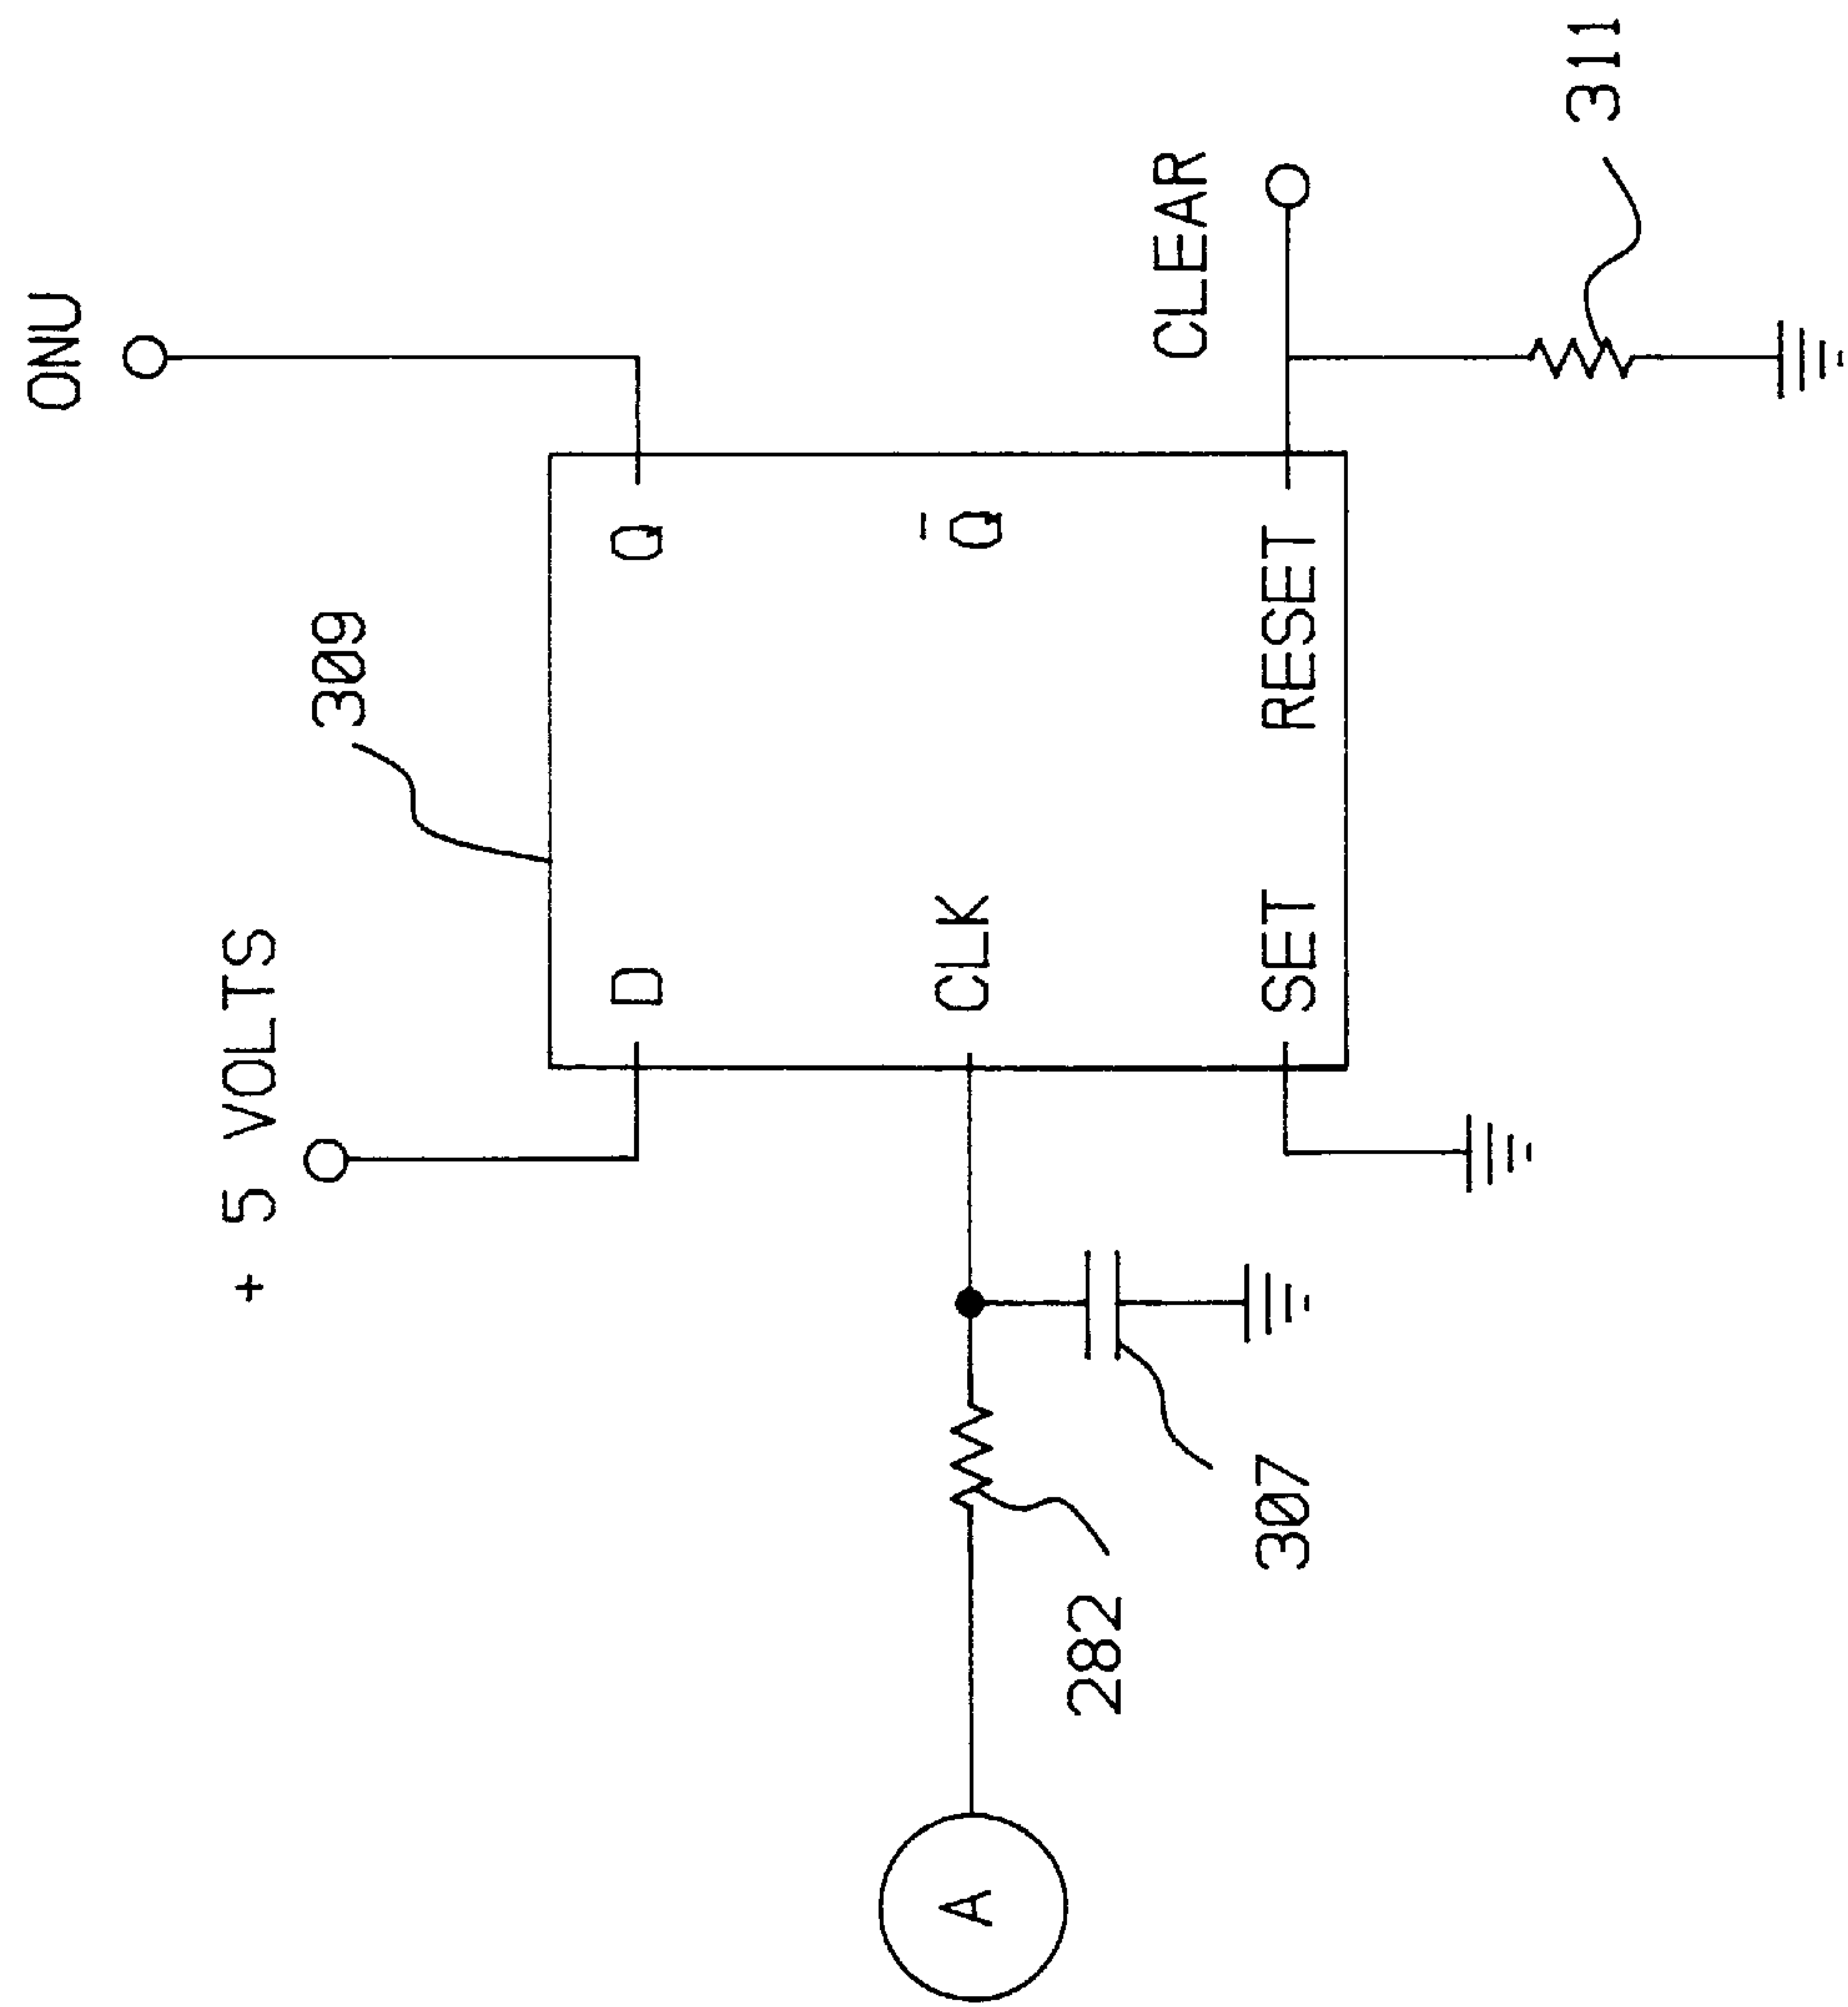 ONU
+ 5 VOLTS
309
D
Q
CLK
Q̄
SET
RESET
CLEAR
A
282
307
311